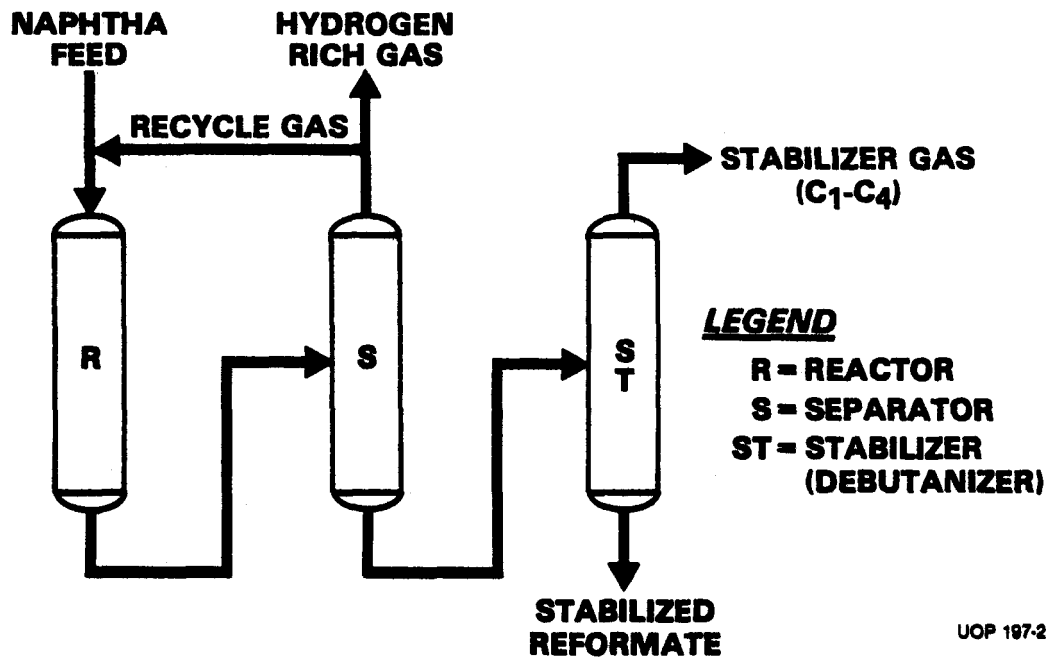 NAPHTHA
FEED
HYDROGEN
RICH GAS
RECYCLE GAS
STABILIZER GAS
(C1-C4)
R
S
S
T
LEGEND
R = REACTOR
S = SEPARATOR
ST = STABILIZER
(DEBUTANIZER)
STABILIZED
REFORMATE
UOP 197-2